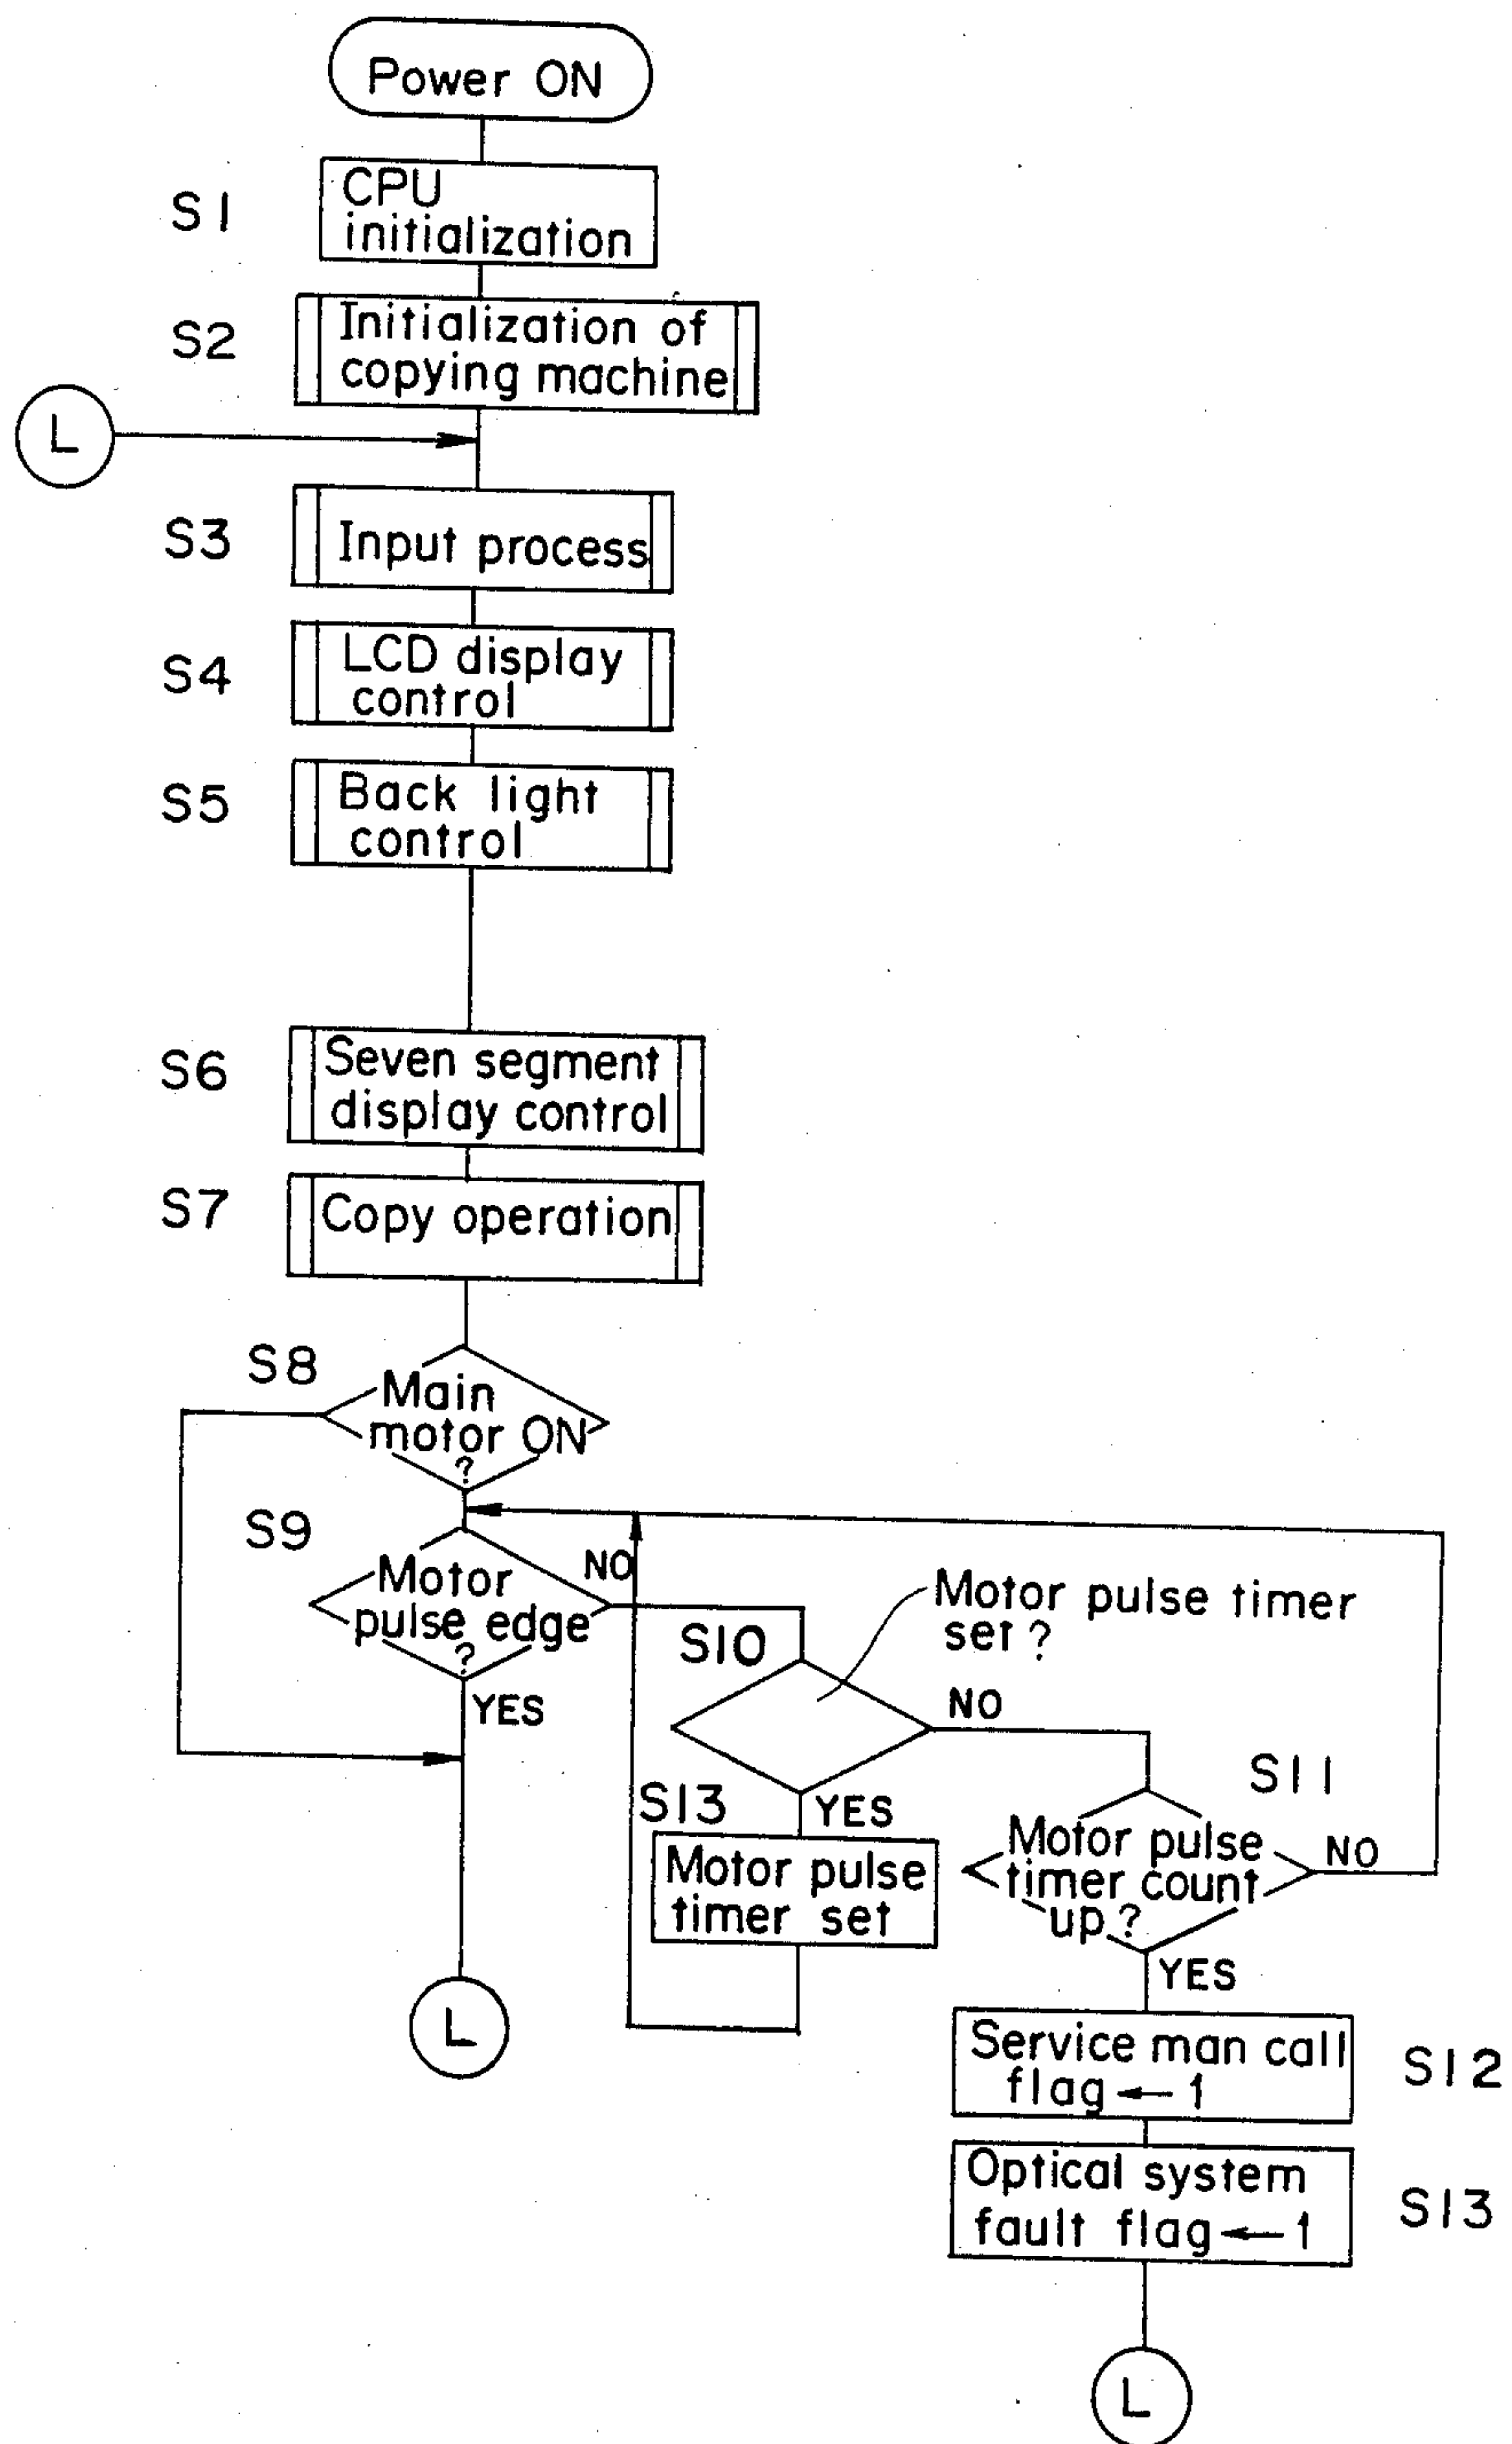 Power ON
S1
CPU
initialization
S2
Initialization of
copying machine
L
S3
Input process
S4
LCD display
control
S5
Back light
control
S6
Seven segment
display control
S7
Copy operation
S8
Main
motor ON
?
S9
Motor
pulse edge
?
NO
YES
Motor pulse timer
set ?
S10
NO
YES
S13
Motor pulse
timer set
S11
Motor pulse
timer count
up ?
NO
YES
L
Service man call
flag ← 1
S12
Optical system
fault flag ← 1
S13
L